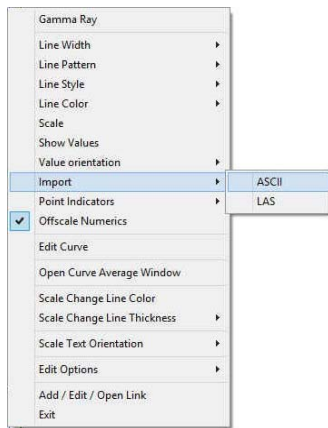 Gamma Ray
Line Width
Line Pattern
Line Style
Line Color
Scale
Show Values
Value orientation
Import
ASCII
Point Indicators
LAS
Offscale Numerics
Edit Curve
Open Curve Average Window
Scale Change Line Color
Scale Change Line Thickness
Scale Text Orientation
Edit Options
Add / Edit / Open Link
Exit